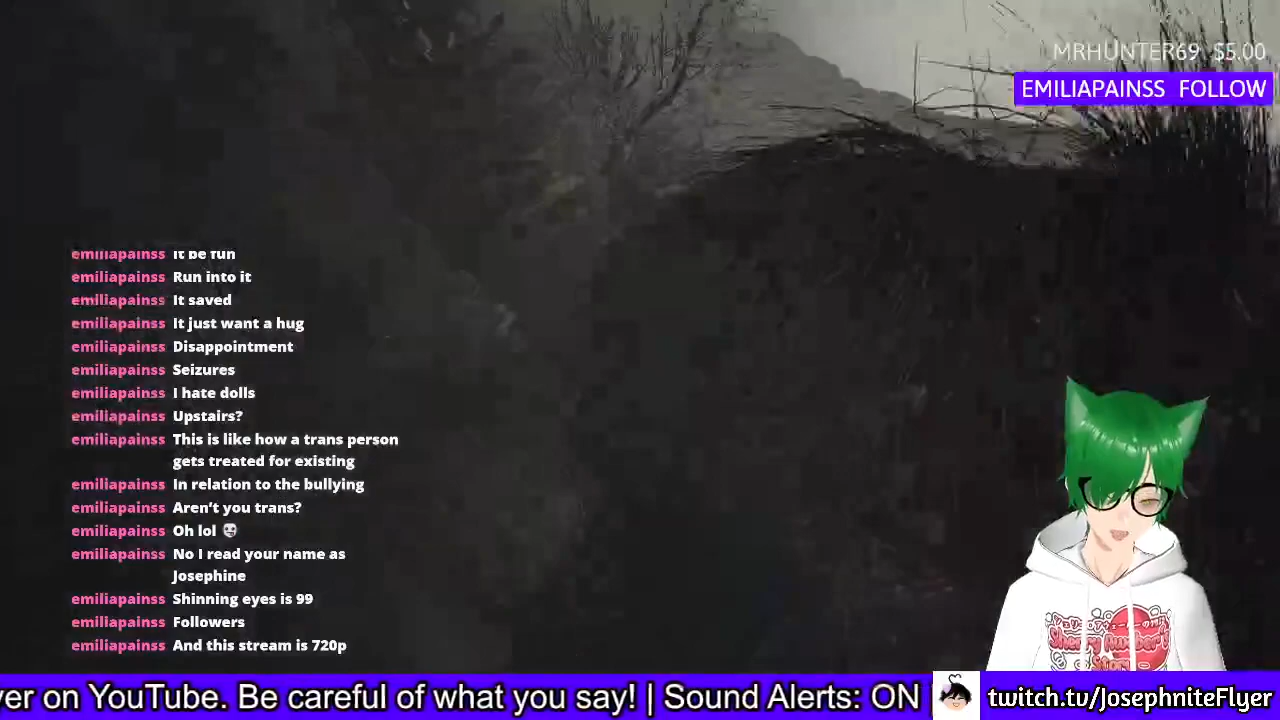 MRHUNTER69 $5.00
EMILIAPAINSS FOLLOW
emiliapainss It be fun
emiliapainss Run into it
emiliapainss It saved
emiliapainss It just want a hug
emiliapainss Disappointment
emiliapainss Seizures
emiliapainss I hate dolls
emiliapainss Upstairs?
emiliapainss This is like how a trans person
gets treated for existing
emiliapainss In relation to the bullying
emiliapainss Aren't you trans?
emiliapainss Oh lol
emiliapainss No I read your name as
Josephine
emiliapainss Shinning eyes is 99
emiliapainss Followers
emiliapainss And this stream is 720p
Story
yer on YouTube. Be careful of what you say! | Sound Alerts: ON
twitch.tv/JosephniteFlyer